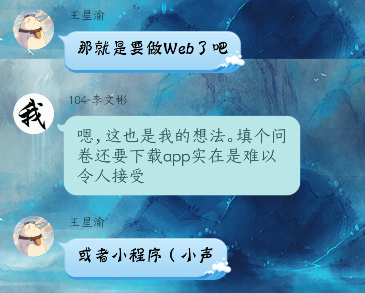 王星渝
那就是要做Web了吧
我
104-李文彬
嗯，这也是我的想法。填个问
卷还要下载app实在是难以
令人接受
王星渝
或者小程序（小声